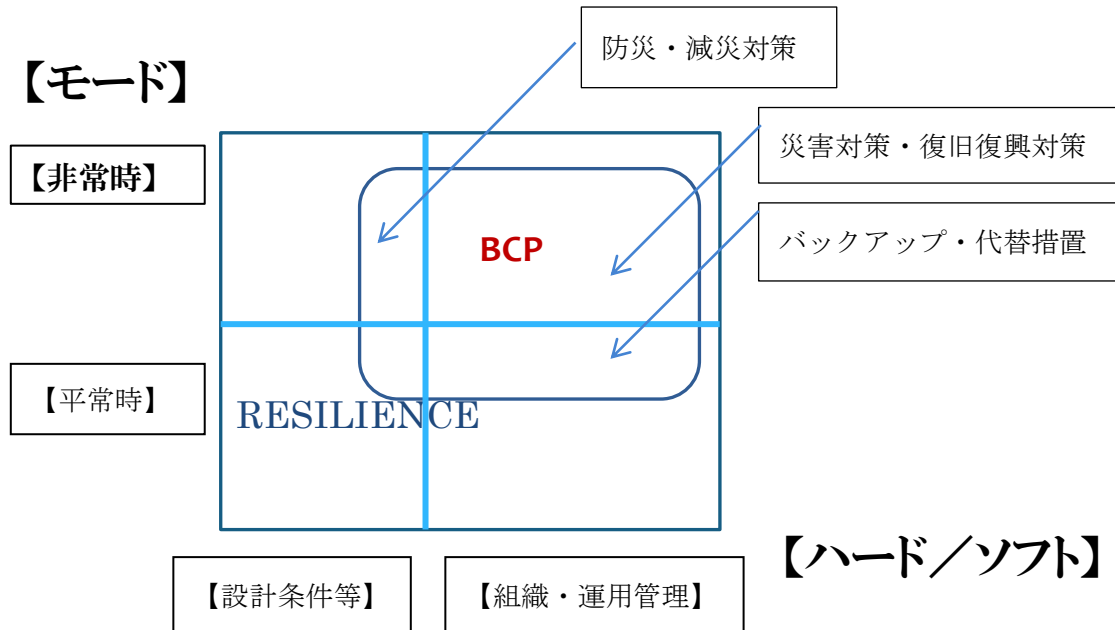 防災・減災対策
【モード】
災害対策・復旧復興対策
【非常時】
BCP
バックアップ・代替措置
【平常時】
RESILIENCE
【ハード／ソフト】
【設計条件等】
【組織・運用管理】